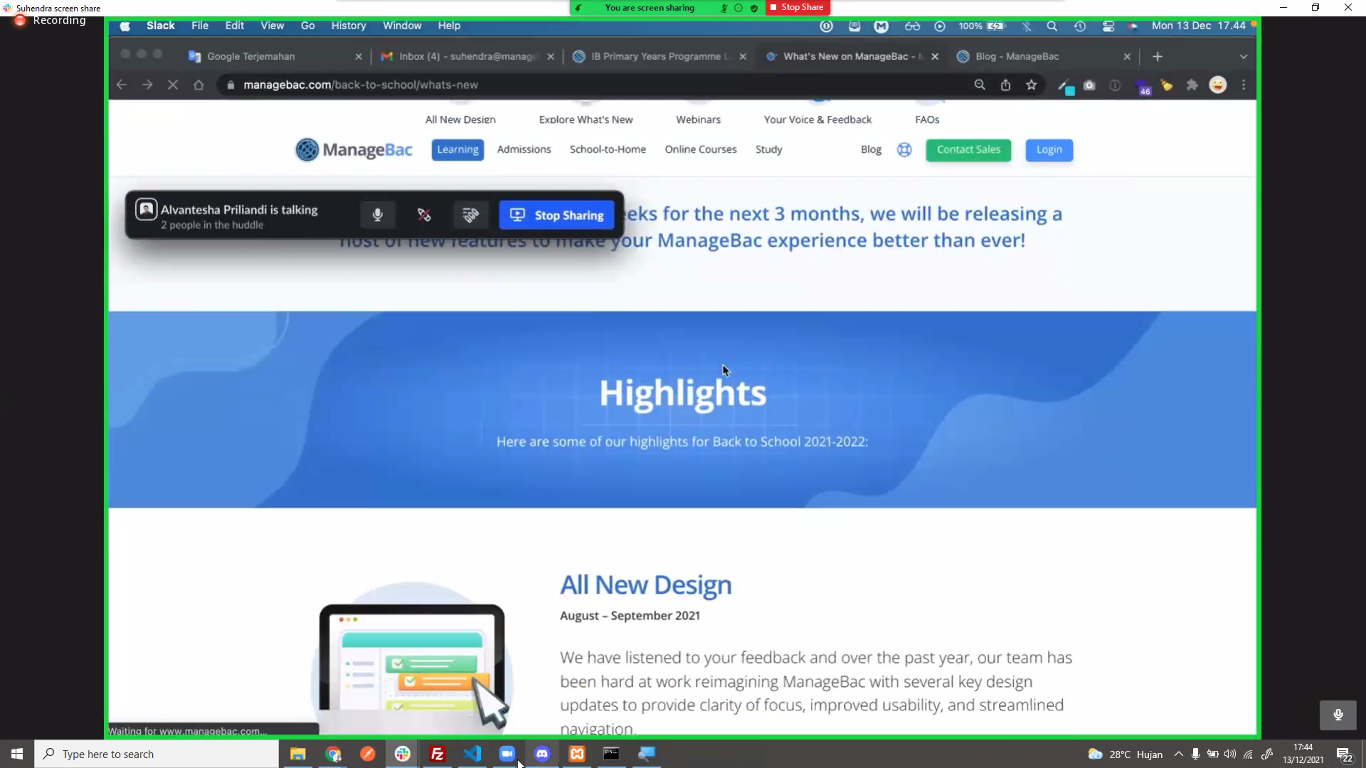 Suhendra screen share
Recording
You are screen sharing
Stop Share
Slack File Edit View Go History Window Help
100%
Mon 13 Dec 17.44
Google Terjemahan
Inbox (4) - suhendra@manage
IB Primary Years Programme
What's New on ManageBac -
Blog - ManageBac
managebac.com/back-to-school/whats-new
46
All New Design
Explore What's New
Webinars
Your Voice & Feedback
FAQs
ManageBac
Learning
Admissions
School-to-Home
Online Courses
Study
Blog
Contact Sales
Login
Alvantesha Priliandi is talking
2 people in the huddle
Stop Sharing
eeks for the next 3 months, we will be releasing a
host of new features to make your ManageBac experience better than ever!
Highlights
Here are some of our highlights for Back to School 2021-2022:
All New Design
August – September 2021
We have listened to your feedback and over the past year, our team has
been hard at work reimagining ManageBac with several key design
updates to provide clarity of focus, improved usability, and streamlined
navigation.
Waiting for www.managebac.com...
Type here to search
28°C Hujan
17:44
13/12/2021
22